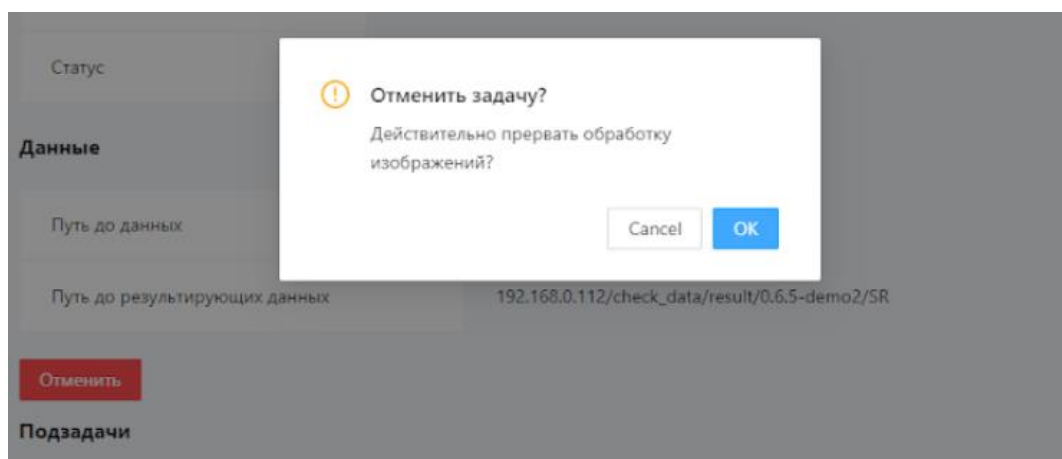 Статус
Отменить задачу?
Действительно прервать обработку
изображений?
Cancel OK
Данные
Путь до данных
Путь до результирующих данных 192.168.0.112/check_data/result/0.6.5-demo2/SR
Отменить
Подзадачи